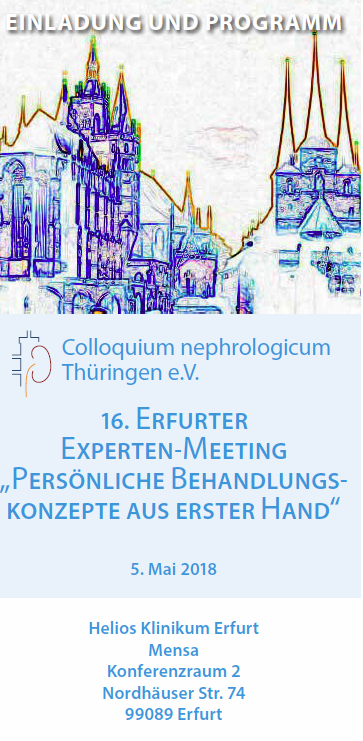 EINLADUNG UND PROGRAMM
Colloquium nephrologicum
Thüringen e.V.
16. ERFURTER
EXPERTEN-MEETING
„PERSÖNLICHE BEHANDLUNGS-
KONZEPTE AUS ERSTER HAND“
5. Mai 2018
Helios Klinikum Erfurt
Mensa
Konferenzraum 2
Nordhäuser Str. 74
99089 Erfurt